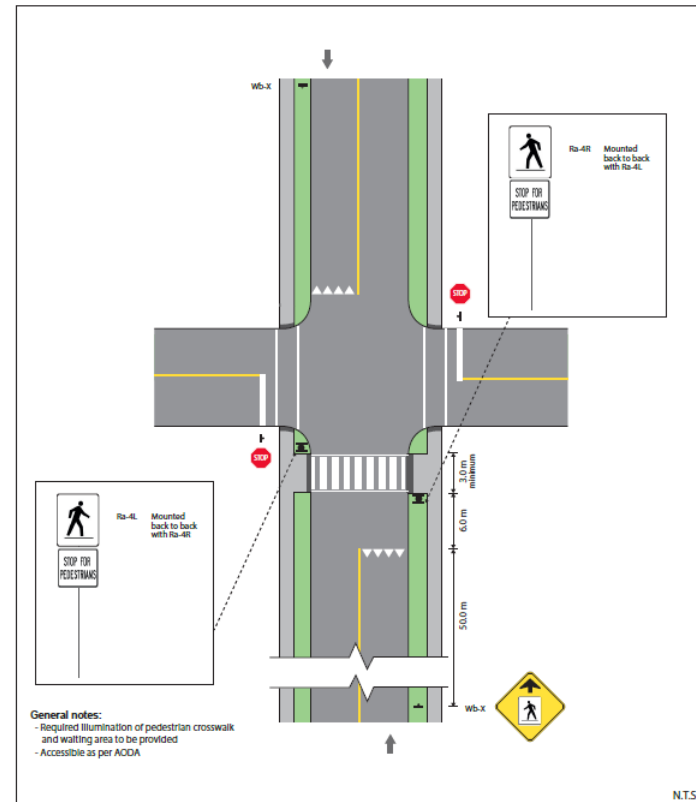 Wb-X
Ra-4R Mounted
back to back
with Ra-4L
STOP FOR
PEDESTRIANS
STOP
STOP
3.0 m
minimum
6.0 m
50.0 m
Ra-4L Mounted
back to back
with Ra-4R
STOP FOR
PEDESTRIANS
Wb-X
General notes:
- Required illumination of pedestrian crosswalk
and waiting area to be provided
- Accessible as per AODA
N.T.S